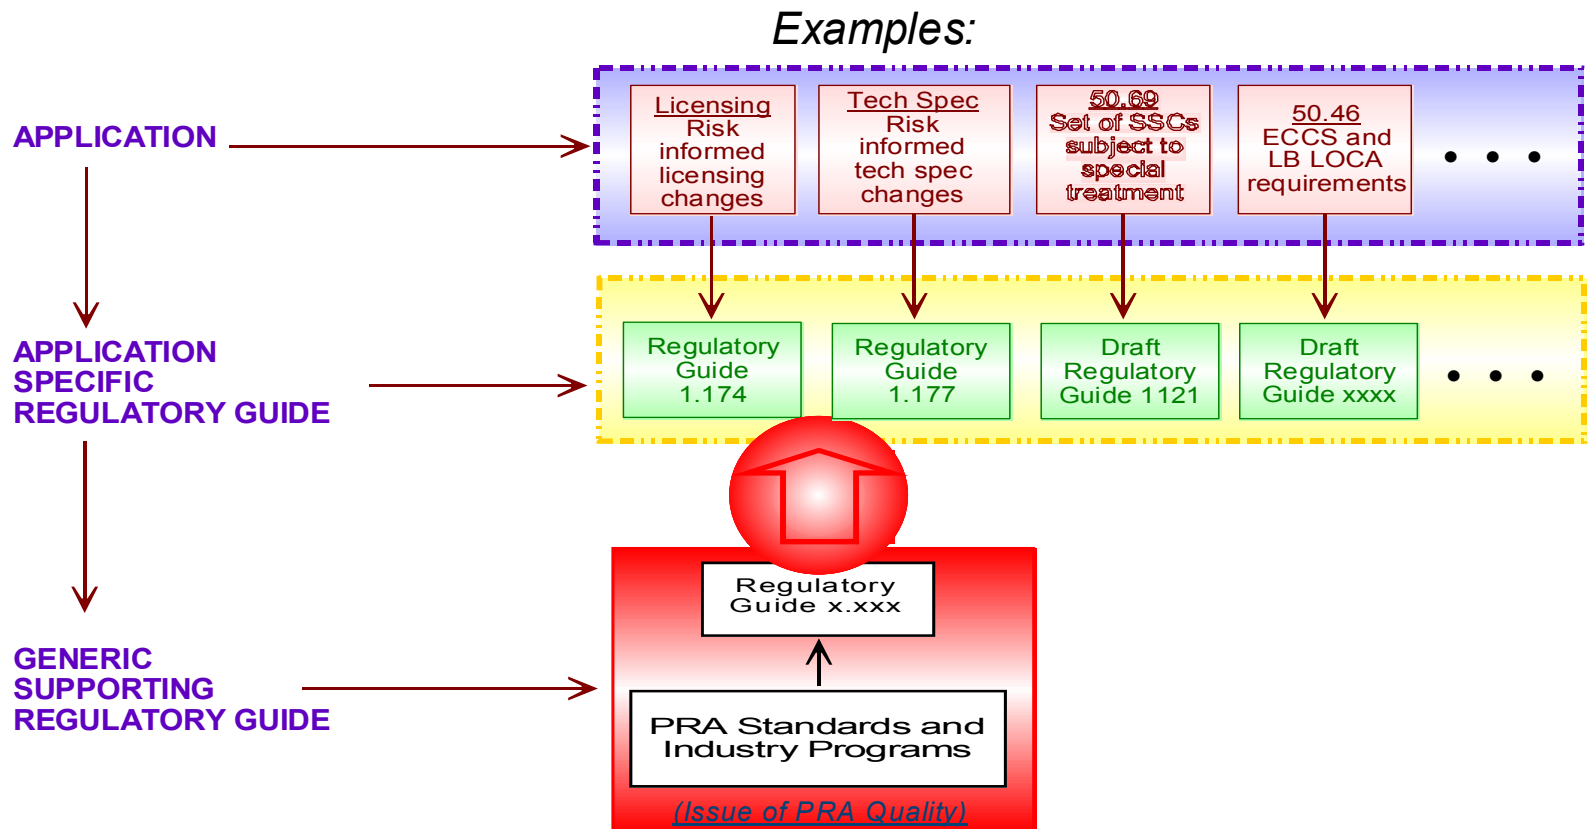 Examples:
APPLICATION
Licensing
Risk
informed
licensing
changes
Tech Spec
Risk
informed
tech spec
changes
50.69
Set of SSCs
subject to
special
treatment
50.46
ECCS and
LB LOCA
requirements
• • •
APPLICATION
SPECIFIC
REGULATORY GUIDE
Regulatory
Guide
1.174
Regulatory
Guide
1.177
Draft
Regulatory
Guide 1121
Draft
Regulatory
Guide xxxx
• • •
GENERIC
SUPPORTING
REGULATORY GUIDE
Regulatory
Guide x.xxx
PRA Standards and
Industry Programs
(Issue of PRA Quality)